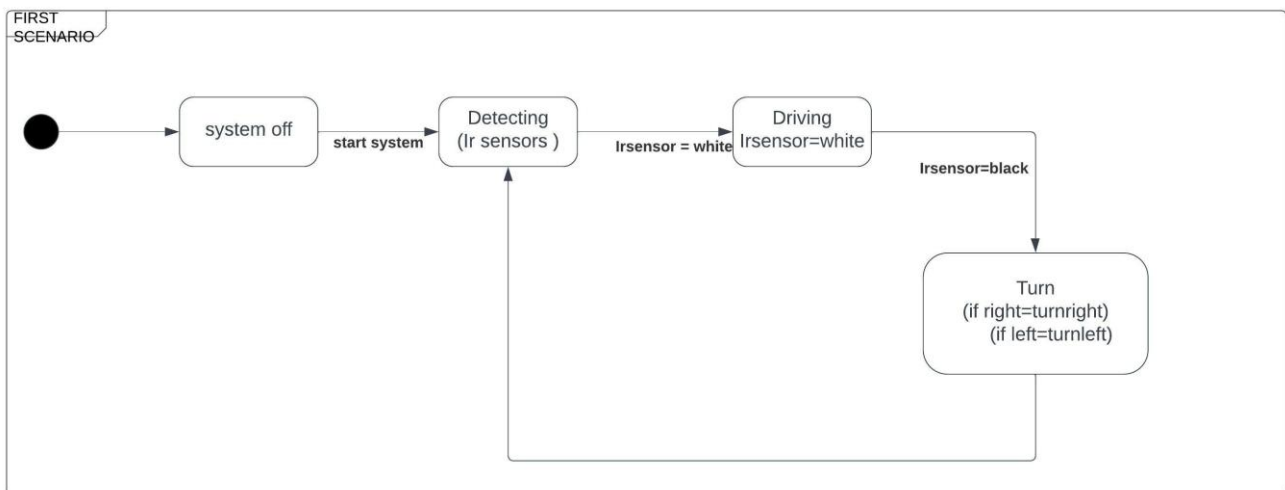 FIRST
SCENARIO
system off
start system
Detecting
(Ir sensors )
Irsensor = white
Driving
Irsensor=white
Irsensor=black
Turn
(if right=turnright)
(if left=turnleft)